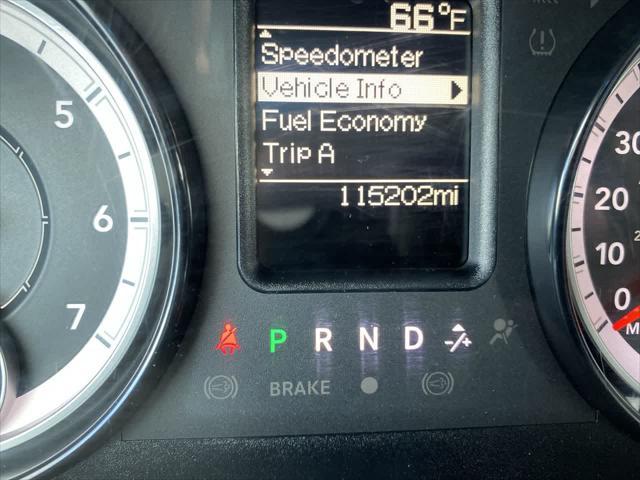 66°F
Speedometer
Vehicle Info
Fuel Economy
Trip A
115202mi
5
6
7
30
20
10
0
M
P R N D
BRAKE